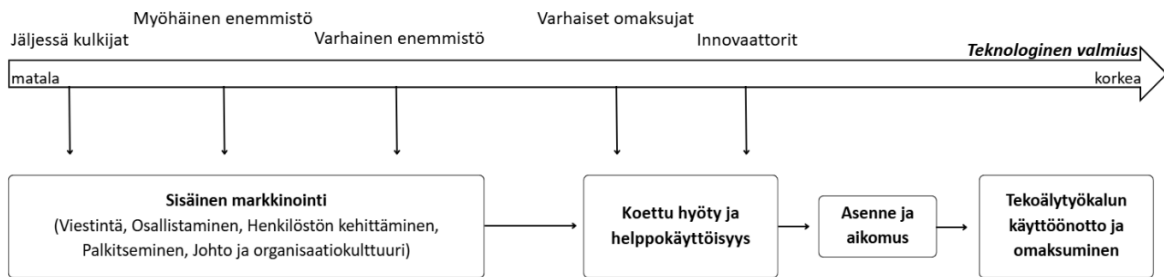 Myöhäinen enemmistö
Varhaiset omaksujat
Jäljessä kulkijat
Varhainen enemmistö
Innovaattorit
Teknologinen valmius
matala
korkea
Sisäinen markkinointi
(Viestintä, Osallistaminen, Henkilöstön kehittäminen,
Palkitseminen, Johto ja organisaatiokulttuuri)
Koettu hyöty ja
helppokäyttöisyys
Asenne ja
aikomus
Tekoälytyökalun
käyttöönotto ja
omaksuminen